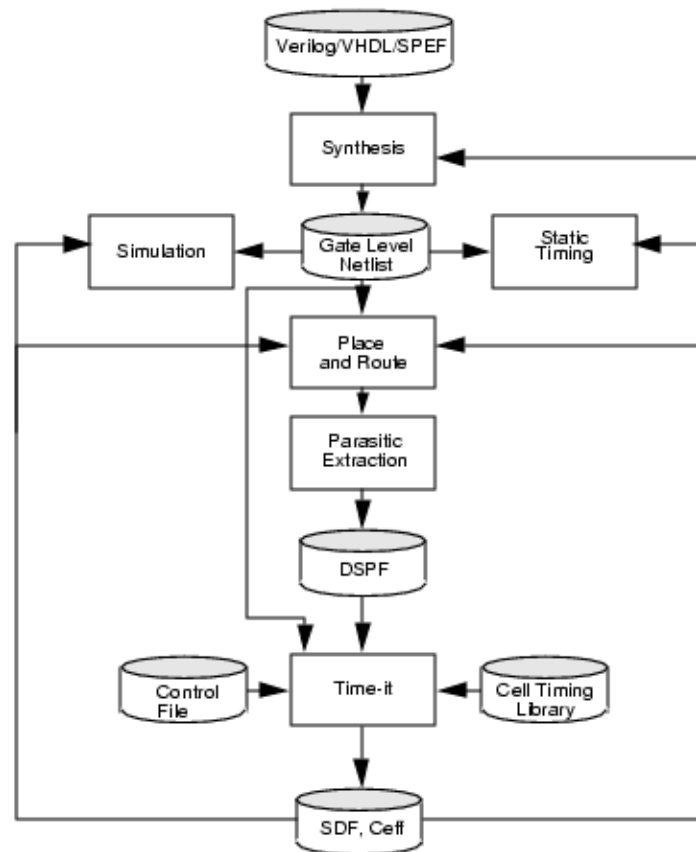 Verilog/VHDL/SPEF
Synthesis
Simulation
Gate Level
Netlist
Static
Timing
Place
and Route
Parasitic
Extraction
DSPF
Control
File
Time-it
Cell Timing
Library
SDF, Ceff